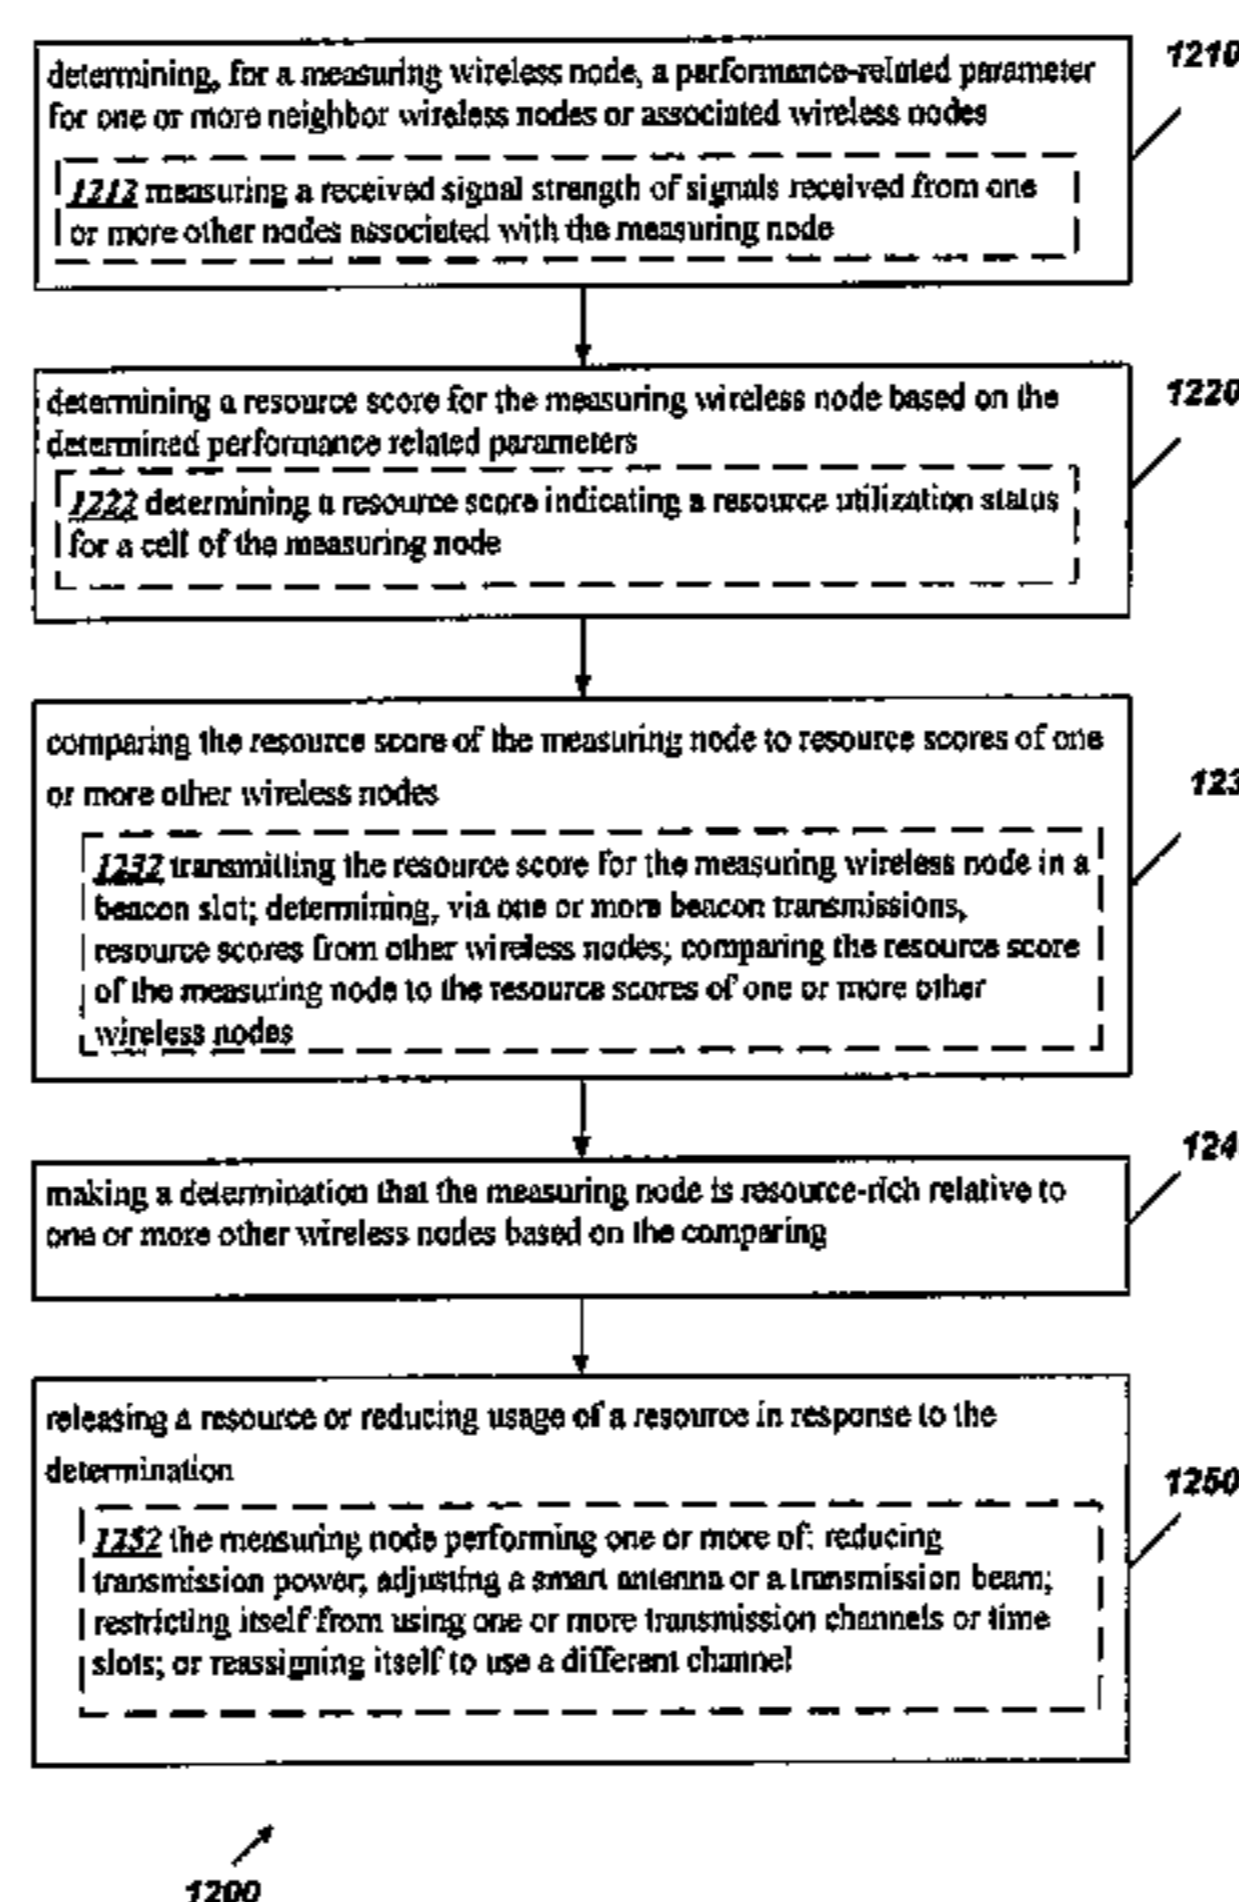 1210
determining, for a measuring wireless node, a performance-related parameter
for one or more neighbor wireless nodes or associated wireless nodes
1212 measuring a received signal strength of signals received from one
or more other nodes associated with the measuring node
1220
determining a resource score for the measuring wireless node based on the
determined performance related parameters
1222 determining a resource score indicating a resource utilization status
for a cell of the measuring node
123
comparing the resource score of the measuring node to resource scores of one
or more other wireless nodes
1232 transmitting the resource score for the measuring wireless node in a
beacon slot; determining, via one or more beacon transmissions,
resource scores from other wireless nodes; comparing the resource score
of the measuring node to the resource scores of one or more other
wireless nodes
124
making a determination that the measuring node is resource-rich relative to
one or more other wireless nodes based on the comparing
releasing a resource or reducing usage of a resource in response to the
determination
1250
1252 the measuring node performing one or more of: reducing
transmission power; adjusting a smart antenna or a transmission beam;
restricting itself from using one or more transmission channels or time
slots; or reassigning itself to use a different channel
1200